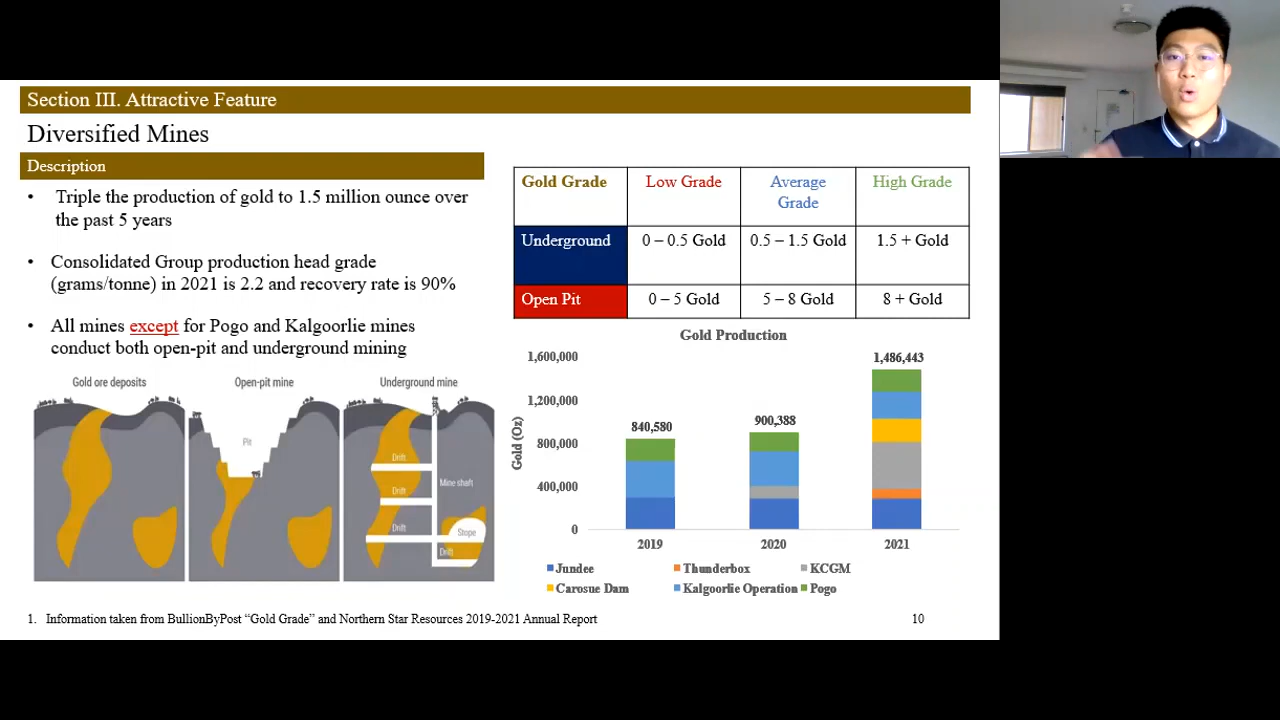 Section III. Attractive Feature
Diversified Mines
Description
• Triple the production of gold to 1.5 million ounce over
the past 5 years
• Consolidated Group production head grade
(grams/tonne) in 2021 is 2.2 and recovery rate is 90%
• All mines except for Pogo and Kalgoorlie mines
conduct both open-pit and underground mining
Gold ore deposits
Open-pit mine
Underground mine
Pit
Drift
Drift
Drift
Drift
Mine shaft
Stope
Gold Grade Low Grade Average Grade High Grade
Underground 0 – 0.5 Gold 0.5 – 1.5 Gold 1.5 + Gold
Open Pit 0 – 5 Gold 5 – 8 Gold 8 + Gold
Gold Production
Gold (Oz)
1,600,000
1,200,000
800,000
400,000
0
840,580
900,388
1,486,443
2019 2020 2021
Jundee Thunderbox KCGM
Carosue Dam Kalgoorlie Operation Pogo
1. Information taken from BullionByPost “Gold Grade” and Northern Star Resources 2019-2021 Annual Report
10